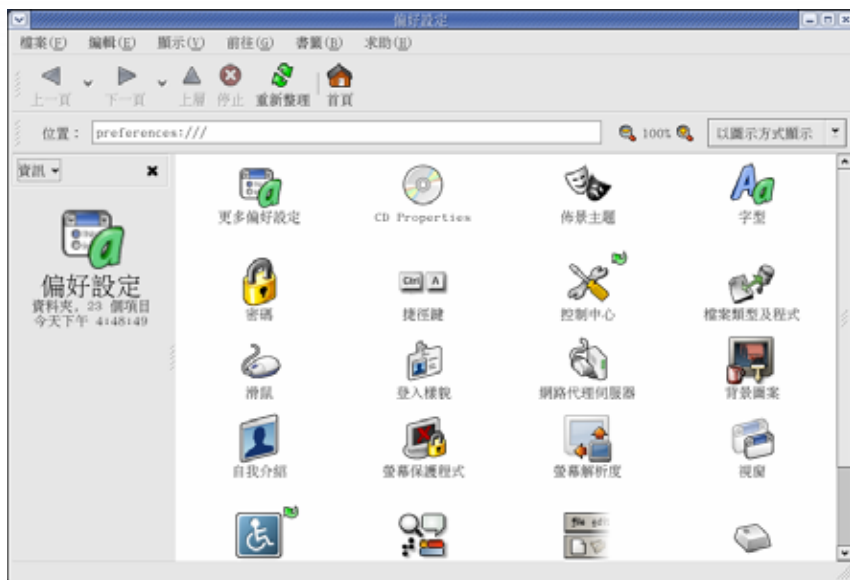 偏好設定
檔案(F) 編輯(E) 顯示(V) 前往(G) 書籤(B) 求助(H)
上一頁 下一頁 上層 停止 重新整理 首頁
位置： preferences:/// 100% 以圖示方式顯示
資訊
偏好設定
資料夾，23 個項目
今天下午 4:48:49
更多偏好設定 CD Properties 佈景主題 字型
密碼 捷徑鍵 控制中心 檔案類型及程式
Ctrl A
滑鼠 登入樣貌 網路代理伺服器 背景圖案
自我介紹 螢幕保護程式 螢幕解析度 視窗
file edit